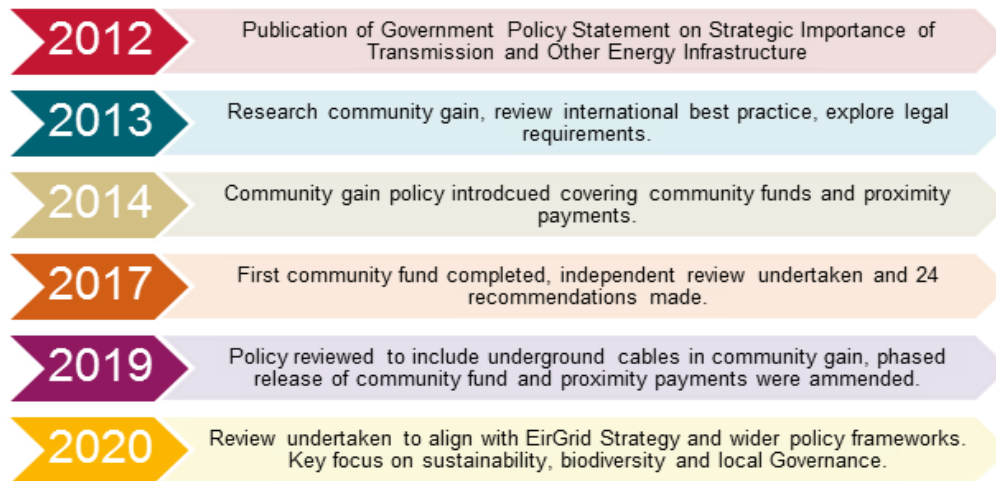 2012
Publication of Government Policy Statement on Strategic Importance of
Transmission and Other Energy Infrastructure
2013
Research community gain, review international best practice, explore legal
requirements.
2014
Community gain policy introdcued covering community funds and proximity
payments.
2017
First community fund completed, independent review undertaken and 24
recommendations made.
2019
Policy reviewed to include underground cables in community gain, phased
release of community fund and proximity payments were ammended.
2020
Review undertaken to align with EirGrid Strategy and wider policy frameworks.
Key focus on sustainability, biodiversity and local Governance.